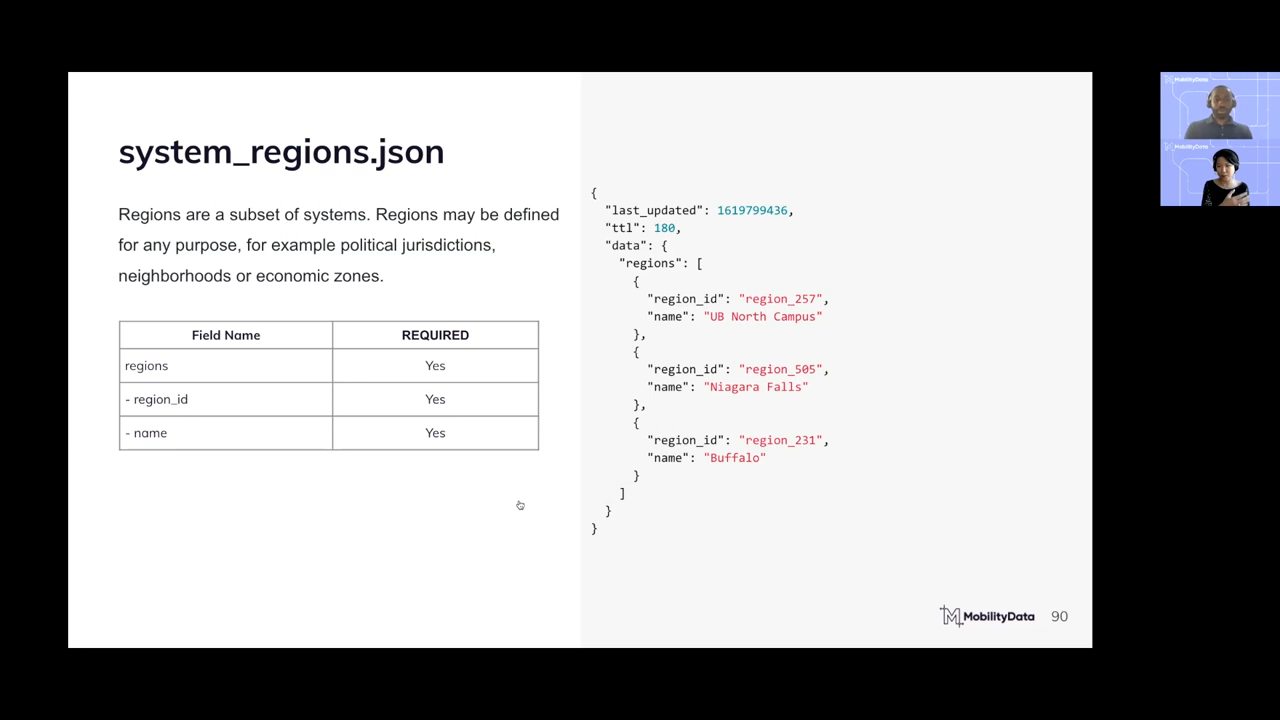 system_regions.json
Regions are a subset of systems. Regions may be defined
for any purpose, for example political jurisdictions,
neighborhoods or economic zones.
Field Name REQUIRED
regions Yes
- region_id Yes
- name Yes
{
"last_updated": 1619799436,
"ttl": 180,
"data": {
"regions": [
{
"region_id": "region_257",
"name": "UB North Campus"
},
{
"region_id": "region_505",
"name": "Niagara Falls"
},
{
"region_id": "region_231",
"name": "Buffalo"
}
]
}
}
MobilityData 90
MobilityData
MobilityData